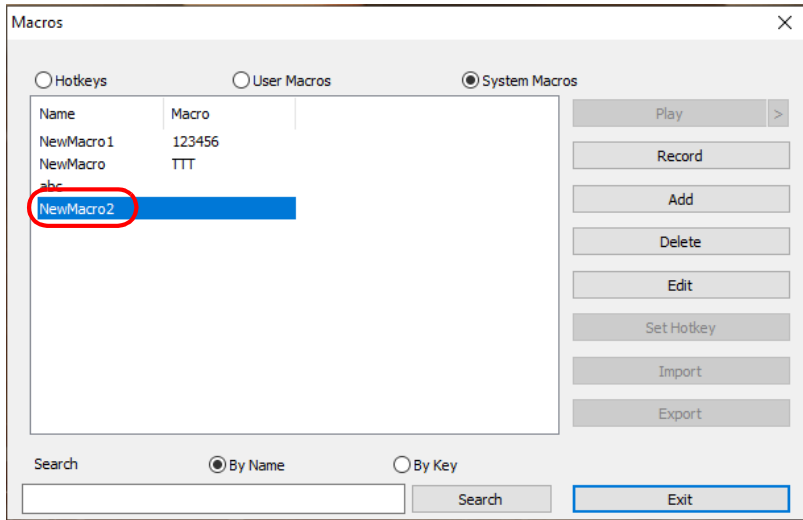 Macros
Hotkeys User Macros System Macros
Name Macro Play >
NewMacro1 123456
NewMacro TTT Record
abc
NewMacro2 Add
Delete
Edit
Set Hotkey
Import
Export
Search By Name By Key
Search Exit